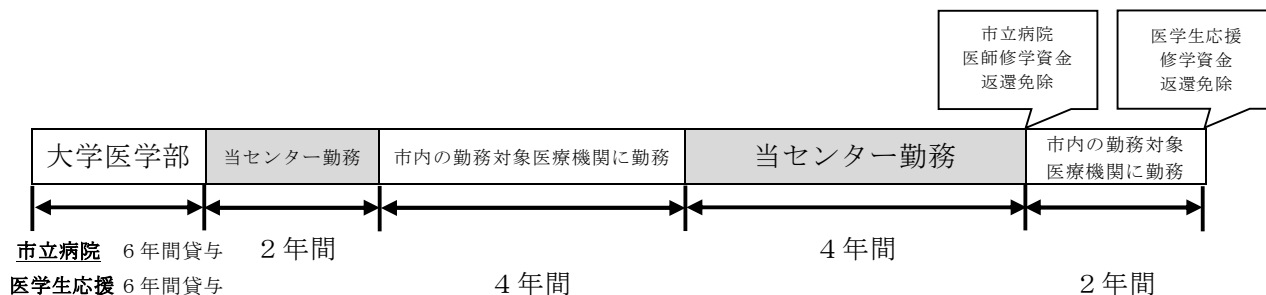 市立病院
医師修学資金
返還免除
医学生応援
修学資金
返還免除
大学医学部
当センター勤務
市内の勤務対象医療機関に勤務
当センター勤務
市内の勤務対象
医療機関に勤務
市立病院 6年間貸与 2年間 4年間
医学生応援 6年間貸与 4年間 2年間